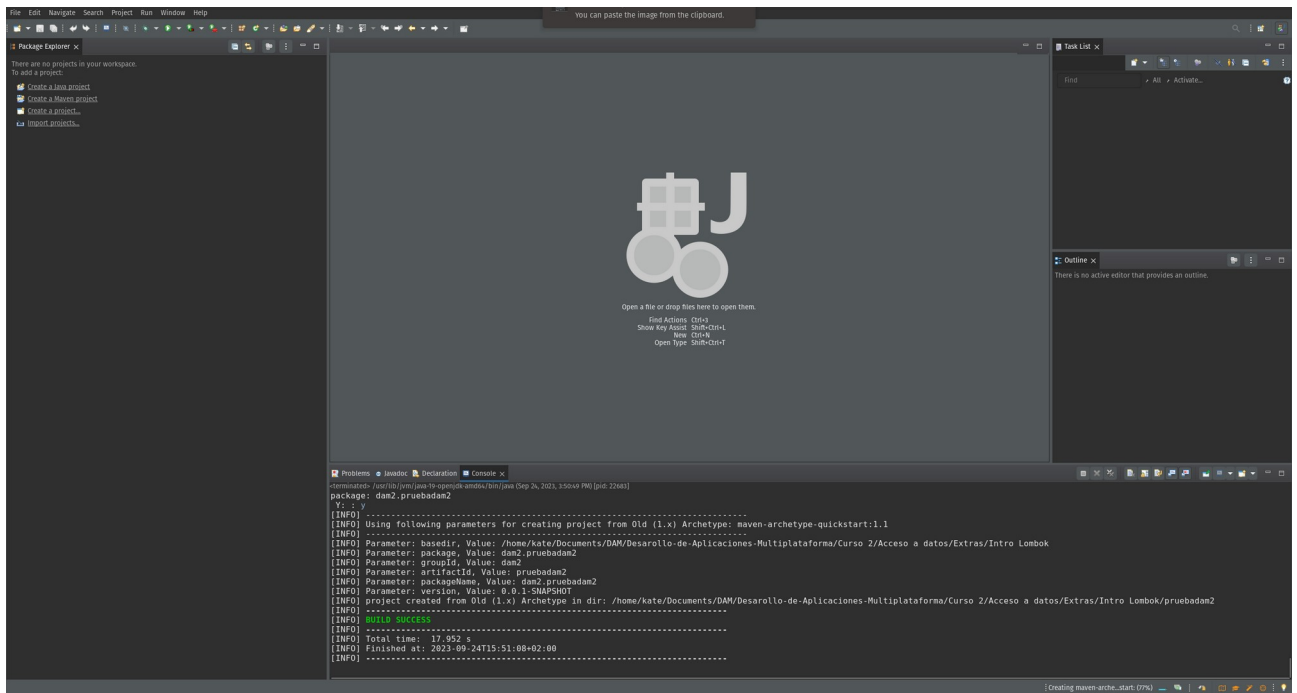 You can paste the image from the clipboard.
File Edit Navigate Search Project Run Window Help
Package Explorer
There are no projects in your workspace.
To add a project:
Create a Java project
Create a Maven project
Create a project...
Import projects...
J
Open a file or drop files here to open them.
Find Actions Ctrl+3
Show Key Assist Shift+Ctrl+L
New Ctrl+N
Open Type Shift+Ctrl+T
Task List
Find All Activate...
Outline
There is no active editor that provides an outline.
Problems Javadoc Declaration Console
<terminated> /usr/lib/jvm/java-19-openjdk-amd64/bin/java (Sep 24, 2023, 3:50:49 PM) [pid: 22683]
package: dam2.pruebadam2
Y: : y
[INFO] ----------------------------------------------------------------------------
[INFO] Using following parameters for creating project from Old (1.x) Archetype: maven-archetype-quickstart:1.1
[INFO] ----------------------------------------------------------------------------
[INFO] Parameter: basedir, Value: /home/kate/Documents/DAM/Desarollo-de-Aplicaciones-Multiplataforma/Curso 2/Acceso a datos/Extras/Intro Lombok
[INFO] Parameter: package, Value: dam2.pruebadam2
[INFO] Parameter: groupId, Value: dam2
[INFO] Parameter: artifactId, Value: pruebadam2
[INFO] Parameter: packageName, Value: dam2.pruebadam2
[INFO] Parameter: version, Value: 0.0.1-SNAPSHOT
[INFO] project created from Old (1.x) Archetype in dir: /home/kate/Documents/DAM/Desarollo-de-Aplicaciones-Multiplataforma/Curso 2/Acceso a datos/Extras/Intro Lombok/pruebadam2
[INFO] ------------------------------------------------------------------------
[INFO] BUILD SUCCESS
[INFO] ------------------------------------------------------------------------
[INFO] Total time:  17.952 s
[INFO] Finished at: 2023-09-24T15:51:08+02:00
[INFO] ------------------------------------------------------------------------
Creating maven-arche...start: (77%)